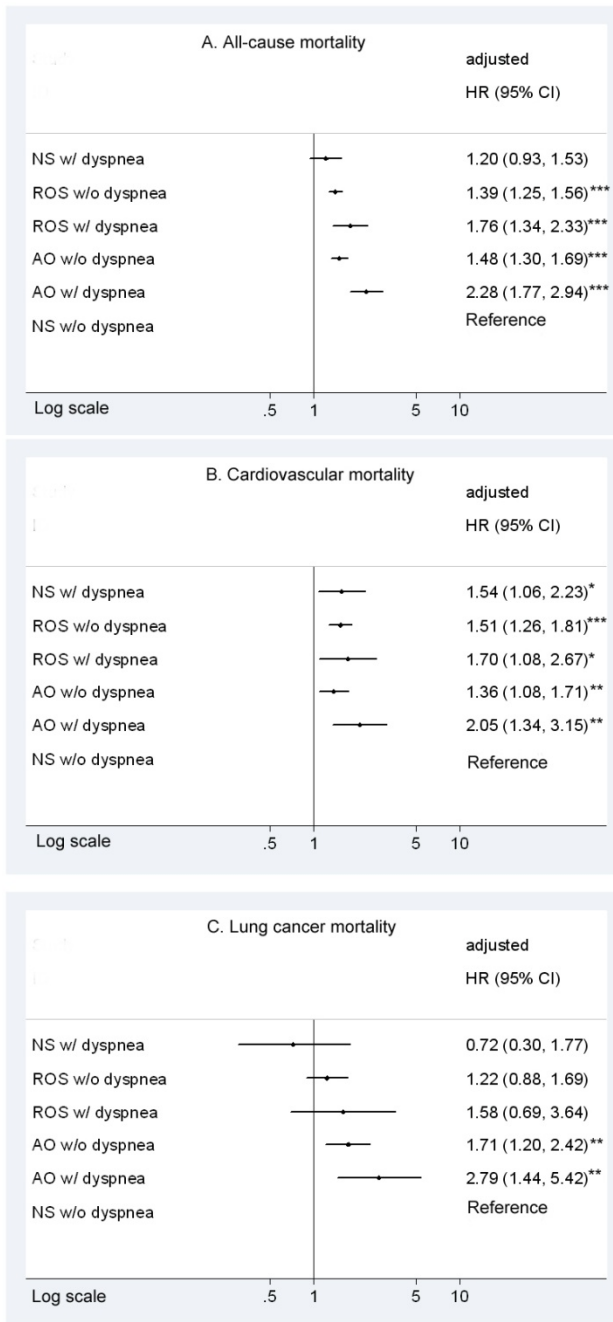 A. All-cause mortality
adjusted
HR (95% CI)
NS w/ dyspnea 1.20 (0.93, 1.53)
ROS w/o dyspnea 1.39 (1.25, 1.56)***
ROS w/ dyspnea 1.76 (1.34, 2.33)***
AO w/o dyspnea 1.48 (1.30, 1.69)***
AO w/ dyspnea 2.28 (1.77, 2.94)***
NS w/o dyspnea Reference
Log scale .5 1 5 10
B. Cardiovascular mortality
adjusted
HR (95% CI)
NS w/ dyspnea 1.54 (1.06, 2.23)*
ROS w/o dyspnea 1.51 (1.26, 1.81)***
ROS w/ dyspnea 1.70 (1.08, 2.67)*
AO w/o dyspnea 1.36 (1.08, 1.71)**
AO w/ dyspnea 2.05 (1.34, 3.15)**
NS w/o dyspnea Reference
Log scale .5 1 5 10
C. Lung cancer mortality
adjusted
HR (95% CI)
NS w/ dyspnea 0.72 (0.30, 1.77)
ROS w/o dyspnea 1.22 (0.88, 1.69)
ROS w/ dyspnea 1.58 (0.69, 3.64)
AO w/o dyspnea 1.71 (1.20, 2.42)**
AO w/ dyspnea 2.79 (1.44, 5.42)**
NS w/o dyspnea Reference
Log scale .5 1 5 10